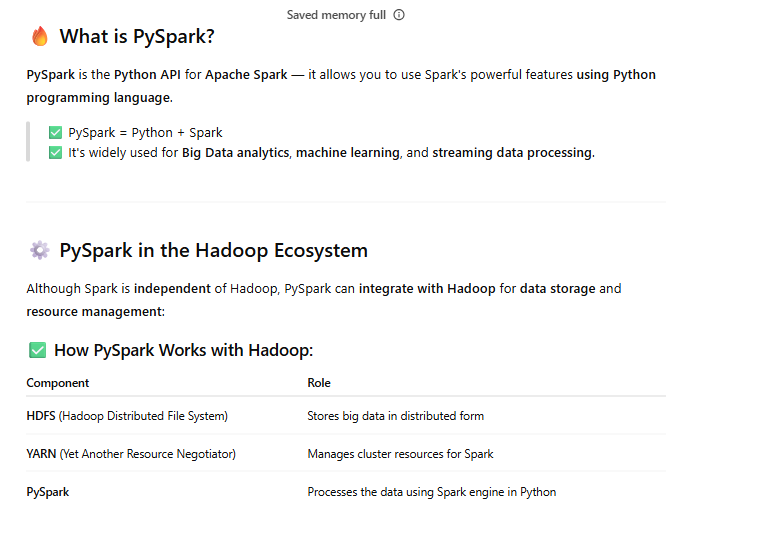 Saved memory full
🔥 What is PySpark?
PySpark is the Python API for Apache Spark — it allows you to use Spark's powerful features using Python
programming language.
✅ PySpark = Python + Spark
✅ It's widely used for Big Data analytics, machine learning, and streaming data processing.
⚙️ PySpark in the Hadoop Ecosystem
Although Spark is independent of Hadoop, PySpark can integrate with Hadoop for data storage and
resource management:
✅ How PySpark Works with Hadoop:
Component Role
HDFS (Hadoop Distributed File System) Stores big data in distributed form
YARN (Yet Another Resource Negotiator) Manages cluster resources for Spark
PySpark Processes the data using Spark engine in Python